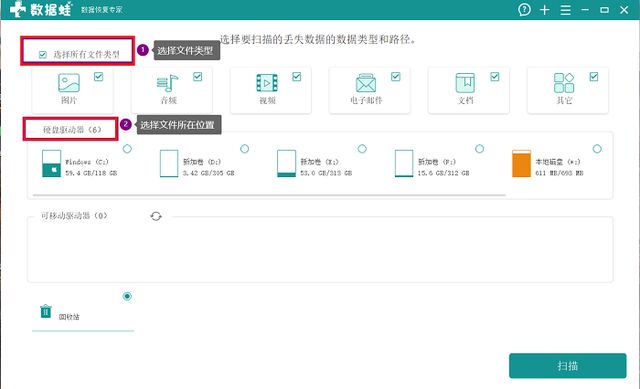 数据蛙 数据恢复专家
选择要扫描的丢失数据的数据类型和路径。
选择所有文件类型
1 选择文件类型
图片 音频 视频 电子邮件 文档 其它
硬盘驱动器 (6)
2 选择文件所在位置
Windows (C:) 新加卷 (D:) 新加卷 (E:) 新加卷 (F:) 本地磁盘 (*:)
59.4 GB/118 GB 3.42 GB/305 GB 53.0 GB/313 GB 15.6 GB/312 GB 611 MB/693 MB
可移动驱动器 (0)
回收站
扫描